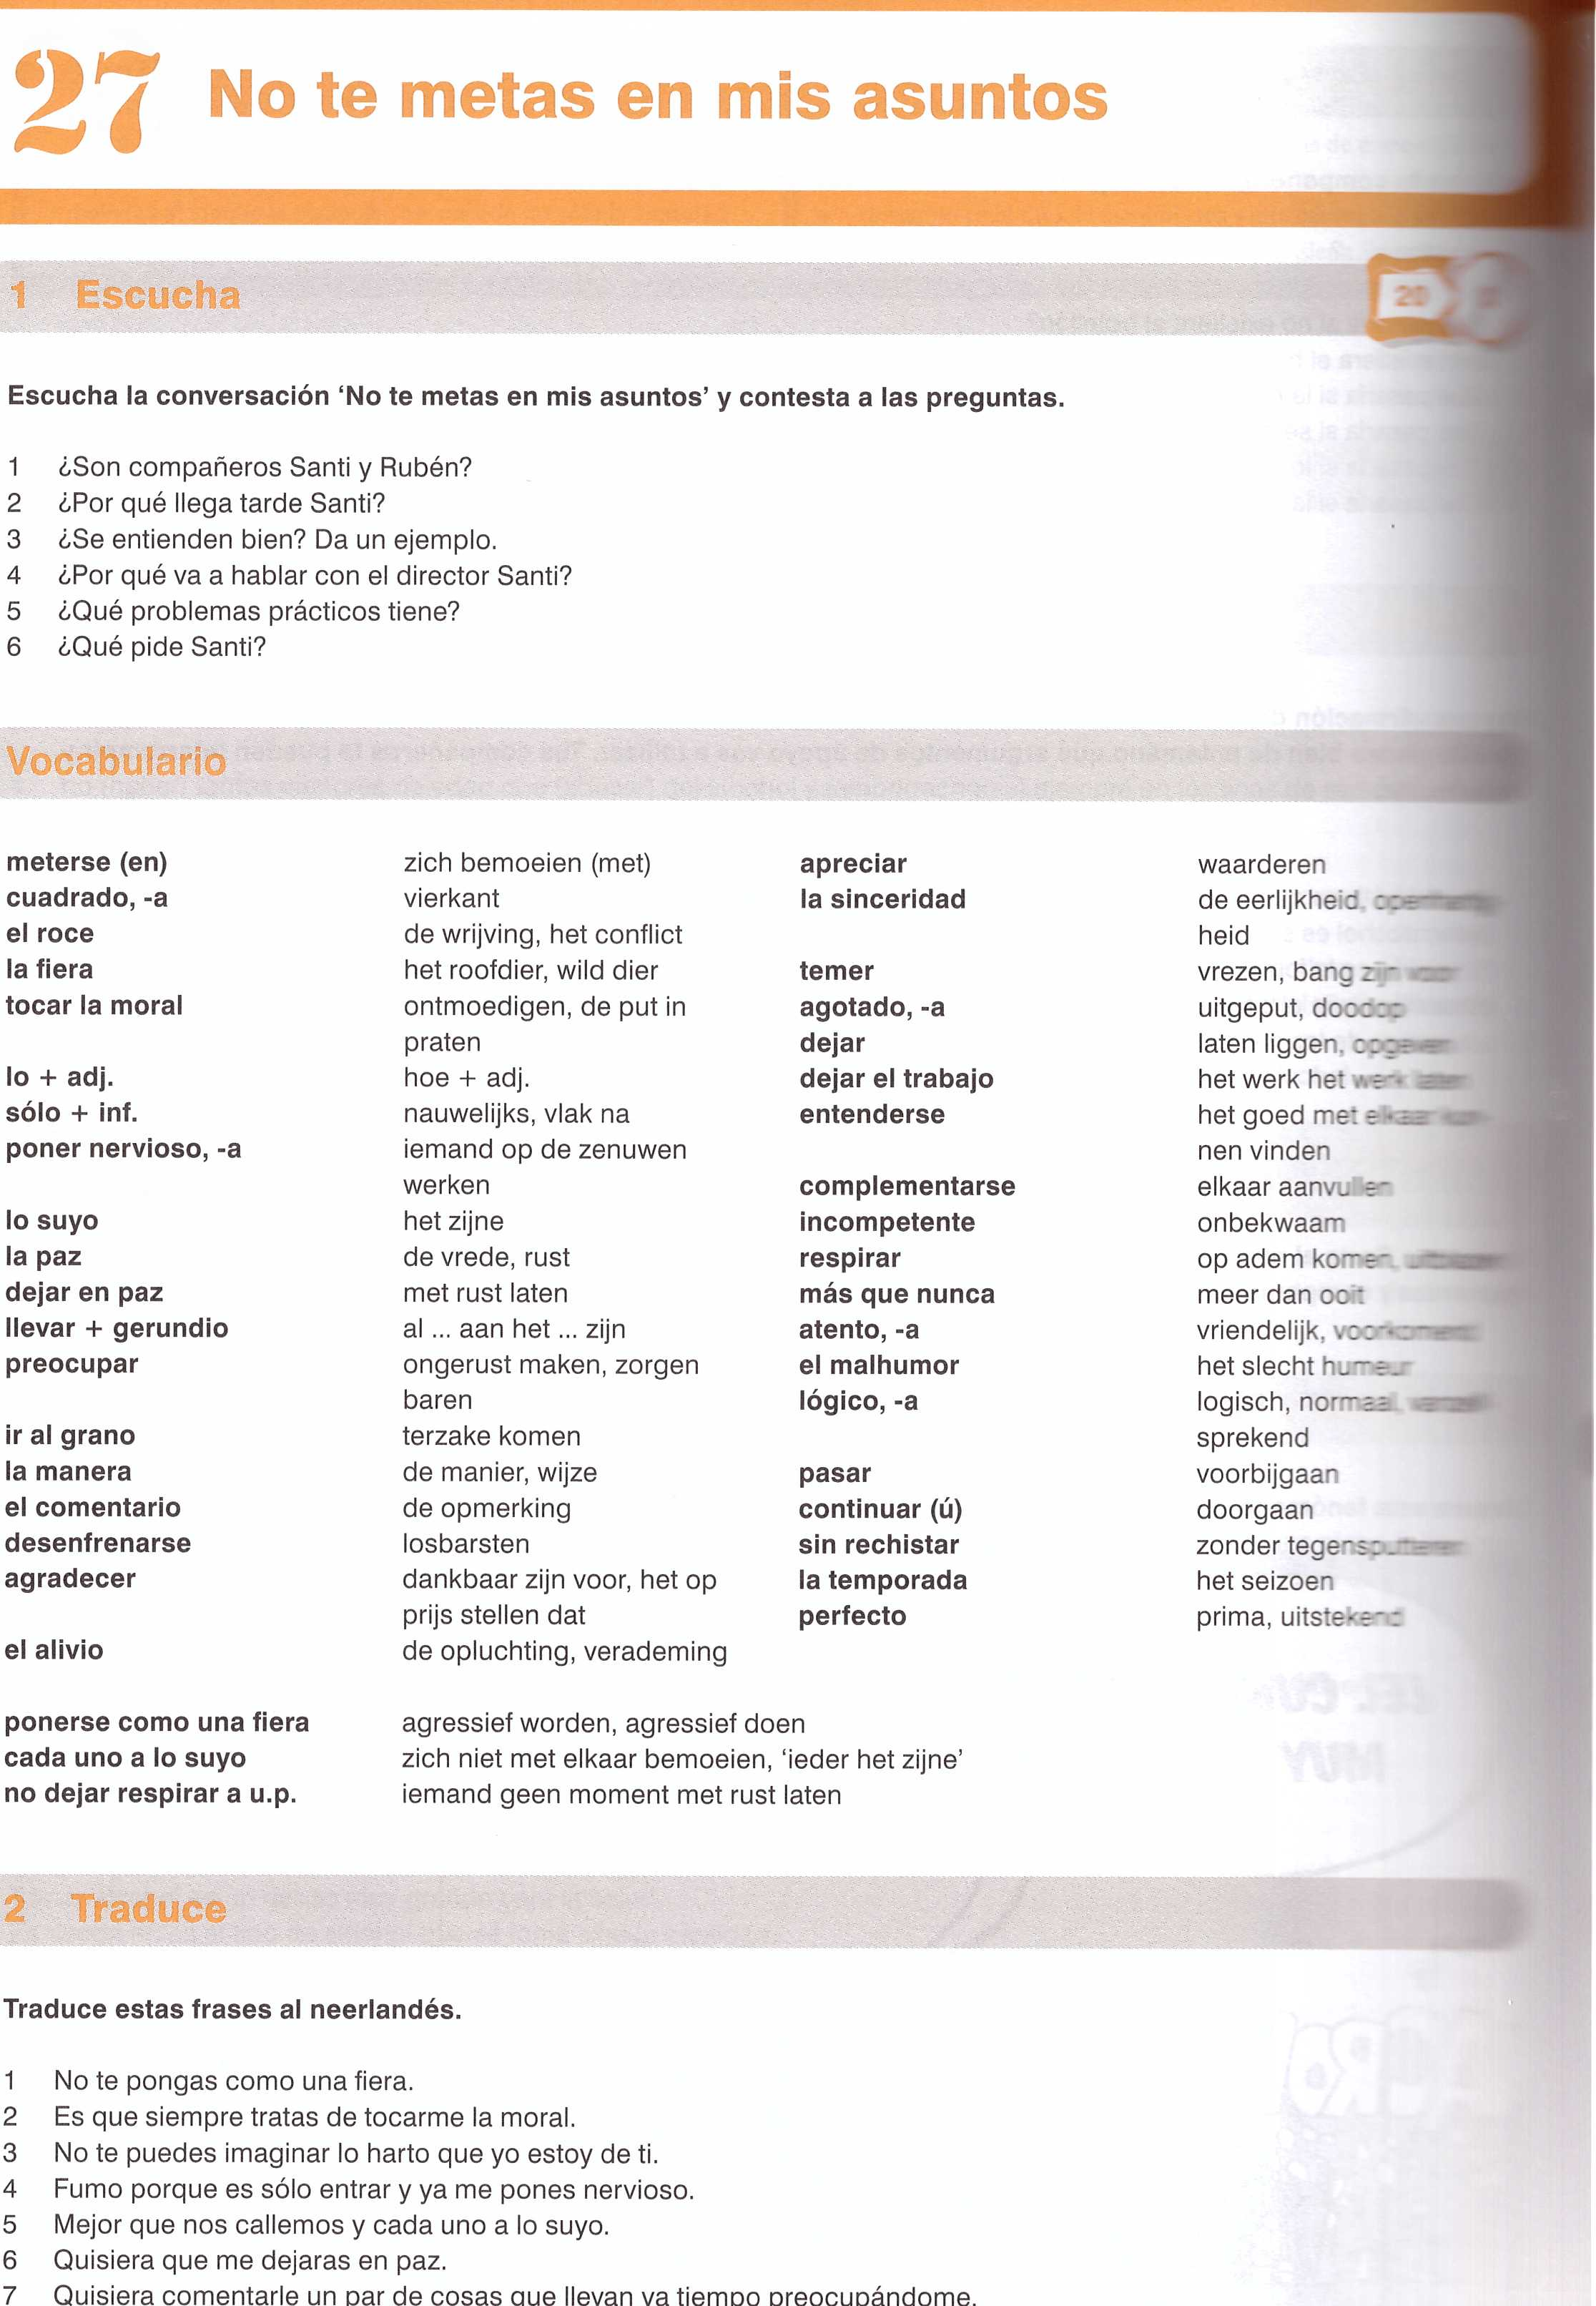 27 No te metas en mis asuntos
1 Escucha
20
Escucha la conversación ‘No te metas en mis asuntos’ y contesta a las preguntas.
1 ¿Son compañeros Santi y Rubén?
2 ¿Por qué llega tarde Santi?
3 ¿Se entienden bien? Da un ejemplo.
4 ¿Por qué va a hablar con el director Santi?
5 ¿Qué problemas prácticos tiene?
6 ¿Qué pide Santi?
Vocabulario
meterse (en) zich bemoeien (met)
cuadrado, -a vierkant
el roce de wrijving, het conflict
la fiera het roofdier, wild dier
tocar la moral ontmoedigen, de put in
praten
lo + adj. hoe + adj.
sólo + inf. nauwelijks, vlak na
poner nervioso, -a iemand op de zenuwen
werken
lo suyo het zijne
la paz de vrede, rust
dejar en paz met rust laten
llevar + gerundio al ... aan het ... zijn
preocupar ongerust maken, zorgen
baren
ir al grano terzake komen
la manera de manier, wijze
el comentario de opmerking
desenfrenarse losbarsten
agradecer dankbaar zijn voor, het op
prijs stellen dat
el alivio de opluchting, verademing
apreciar waarderen
la sinceridad de eerlijkheid,
heid
temer vrezen, bang zijn voor
agotado, -a uitgeput, doodop
dejar laten liggen, opgeven
dejar el trabajo het werk het werk laten
entenderse het goed met elkaar kun-
nen vinden
complementarse elkaar aanvullen
incompetente onbekwaam
respirar op adem komen,
más que nunca meer dan ooit
atento, -a vriendelijk, voorkomend
el malhumor het slecht humeur
lógico, -a logisch, normaal,
sprekend
pasar voorbijgaan
continuar (ú) doorgaan
sin rechistar zonder tegensputteren
la temporada het seizoen
perfecto prima, uitstekend
ponerse como una fiera agressief worden, agressief doen
cada uno a lo suyo zich niet met elkaar bemoeien, ‘ieder het zijne’
no dejar respirar a u.p. iemand geen moment met rust laten
2 Traduce
Traduce estas frases al neerlandés.
1 No te pongas como una fiera.
2 Es que siempre tratas de tocarme la moral.
3 No te puedes imaginar lo harto que yo estoy de ti.
4 Fumo porque es sólo entrar y ya me pones nervioso.
5 Mejor que nos callemos y cada uno a lo suyo.
6 Quisiera que me dejaras en paz.
7 Quisiera comentarle un par de cosas que llevan ya tiempo preocupándome.